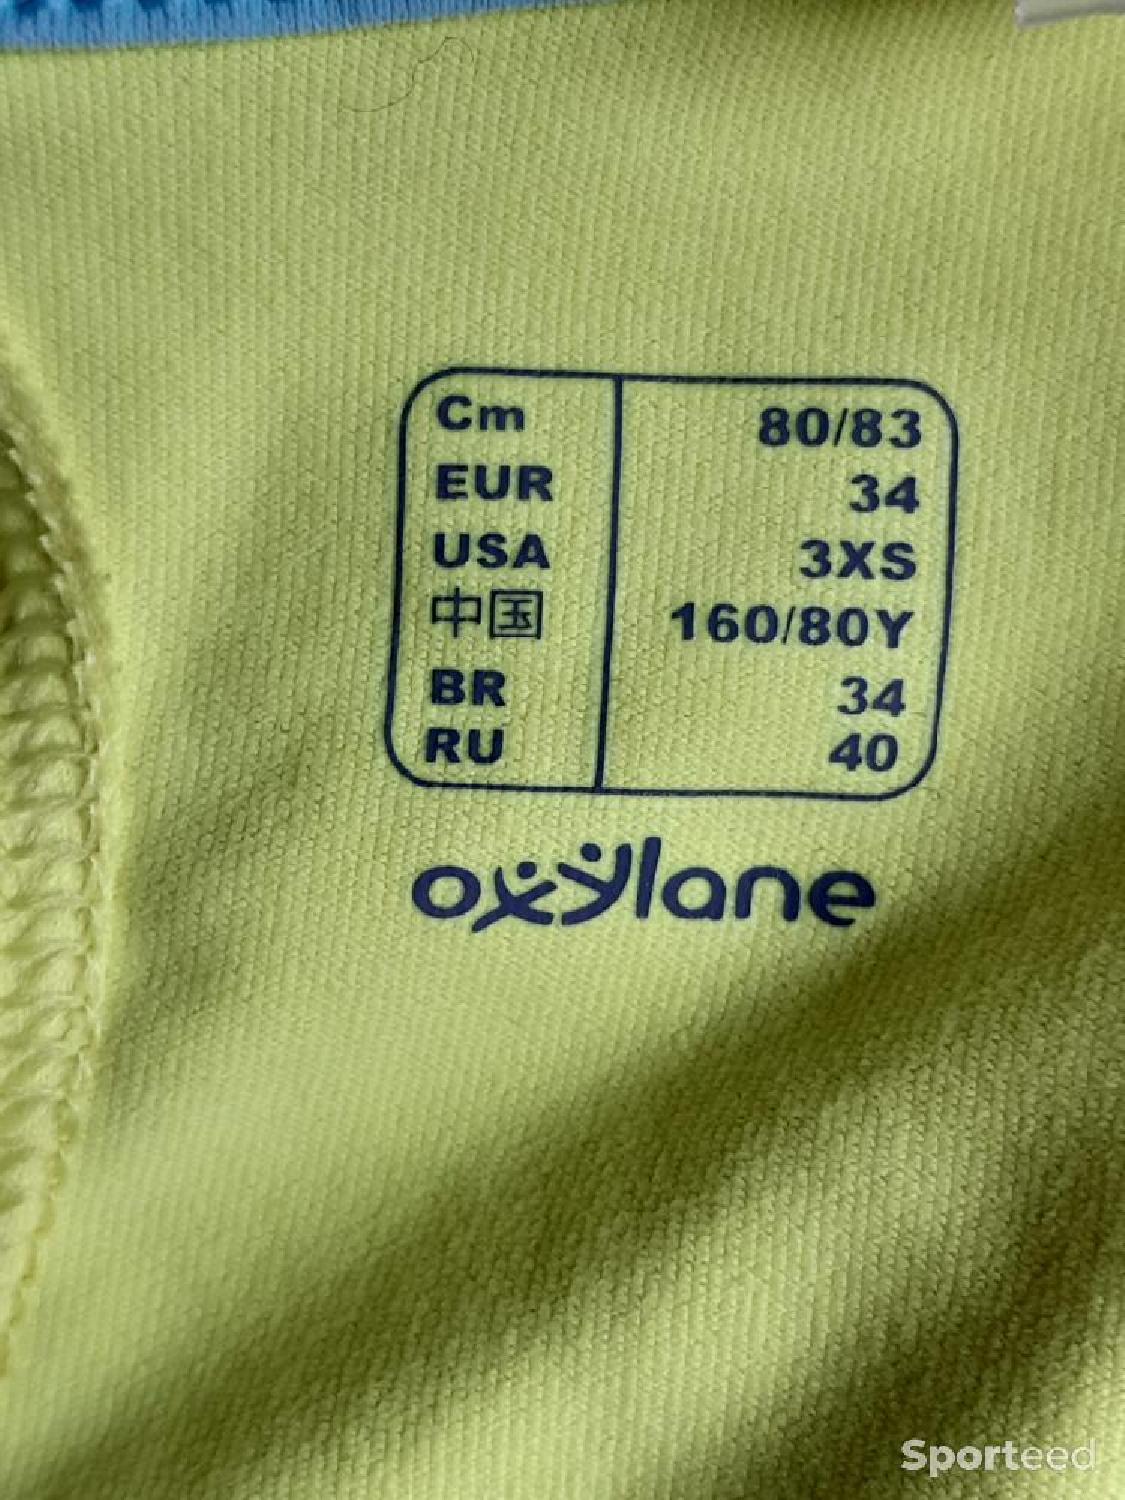 Cm 80/83
EUR 34
USA 3XS
中国 160/80Y
BR 34
RU 40
oxylane
Sporteed